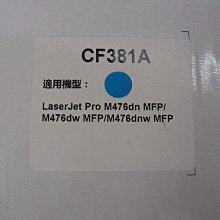 CF381A
適用機型：
LaserJet Pro M476dn MFP/
M476dw MFP/M476dnw MFP